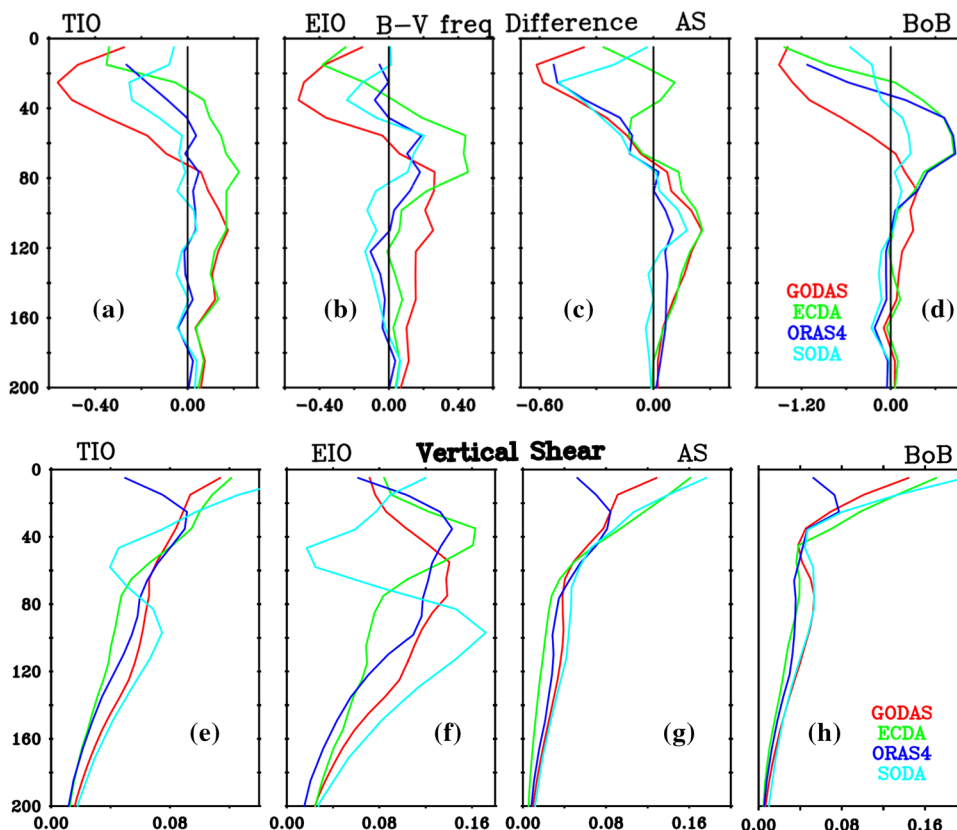 TIO EIO B-V freq Difference AS BoB
0
40
80
120
160
200
(a) (b) (c) (d)
GODAS
ECDA
ORAS4
SODA
-0.40 0.00 -0.40 0.00 0.40 -0.60 0.00 -1.20 0.00
TIO EIO Vertical Shear AS BoB
0
40
80
120
160
200
(e) (f) (g) (h)
GODAS
ECDA
ORAS4
SODA
0.00 0.08 0.00 0.08 0.16 0.00 0.08 0.00 0.08 0.16